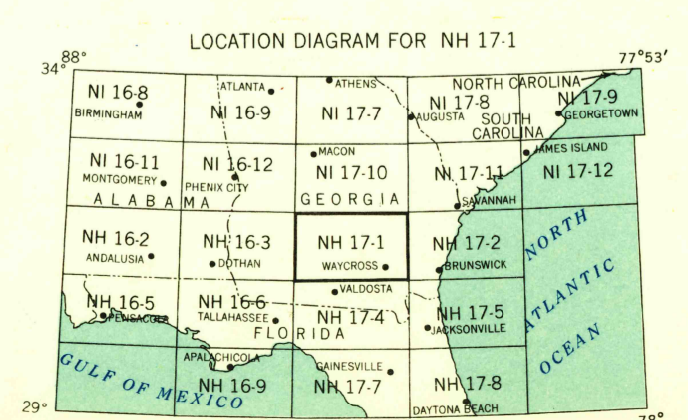 LOCATION DIAGRAM FOR NH 17-1
88°
77°53'
34°
NI 16-8
BIRMINGHAM
ATLANTA
NI 16-9
ATHENS
NI 17-7
NORTH CAROLINA
NI 17-8
AUGUSTA
SOUTH
CAROLINA
NI 17-9
GEORGETOWN
NI 16-11
MONTGOMERY
NI 16-12
PHENIX CITY
MACON
NI 17-10
NI 17-11
SAVANNAH
JAMES ISLAND
NI 17-12
ALABAMA
GEORGIA
NH 16-2
ANDALUSIA
NH 16-3
DOTHAN
NH 17-1
WAYCROSS
NH 17-2
BRUNSWICK
NORTH
ATLANTIC
OCEAN
NH 16-5
PENSACOLA
NH 16-6
TALLAHASSEE
VALDOSTA
NH 17-4
NH 17-5
JACKSONVILLE
FLORIDA
APALACHICOLA
NH 16-9
GAINESVILLE
NH 17-7
NH 17-8
DAYTONA BEACH
GULF OF MEXICO
29°
78°